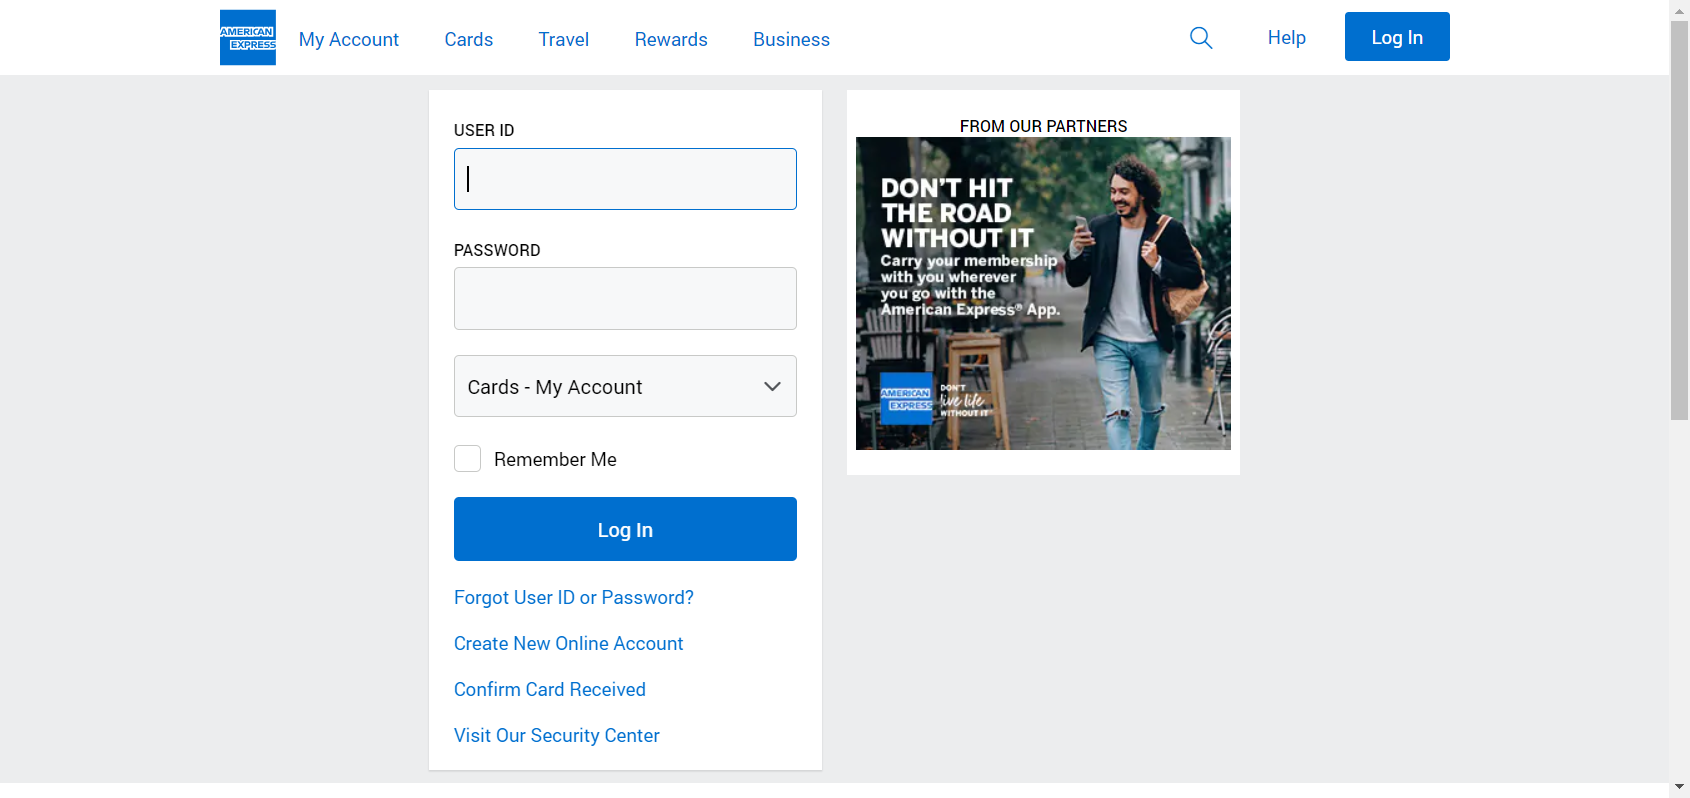 AMERICAN
EXPRESS
My Account
Cards
Travel
Rewards
Business
Help
Log In
USER ID
PASSWORD
Cards - My Account
Remember Me
Log In
Forgot User ID or Password?
Create New Online Account
Confirm Card Received
Visit Our Security Center
FROM OUR PARTNERS
DON'T HIT
THE ROAD
WITHOUT IT
Carry your membership
with you wherever
you go with the
American Express® App.
AMERICAN
EXPRESS
DON'T
live life
WITHOUT IT